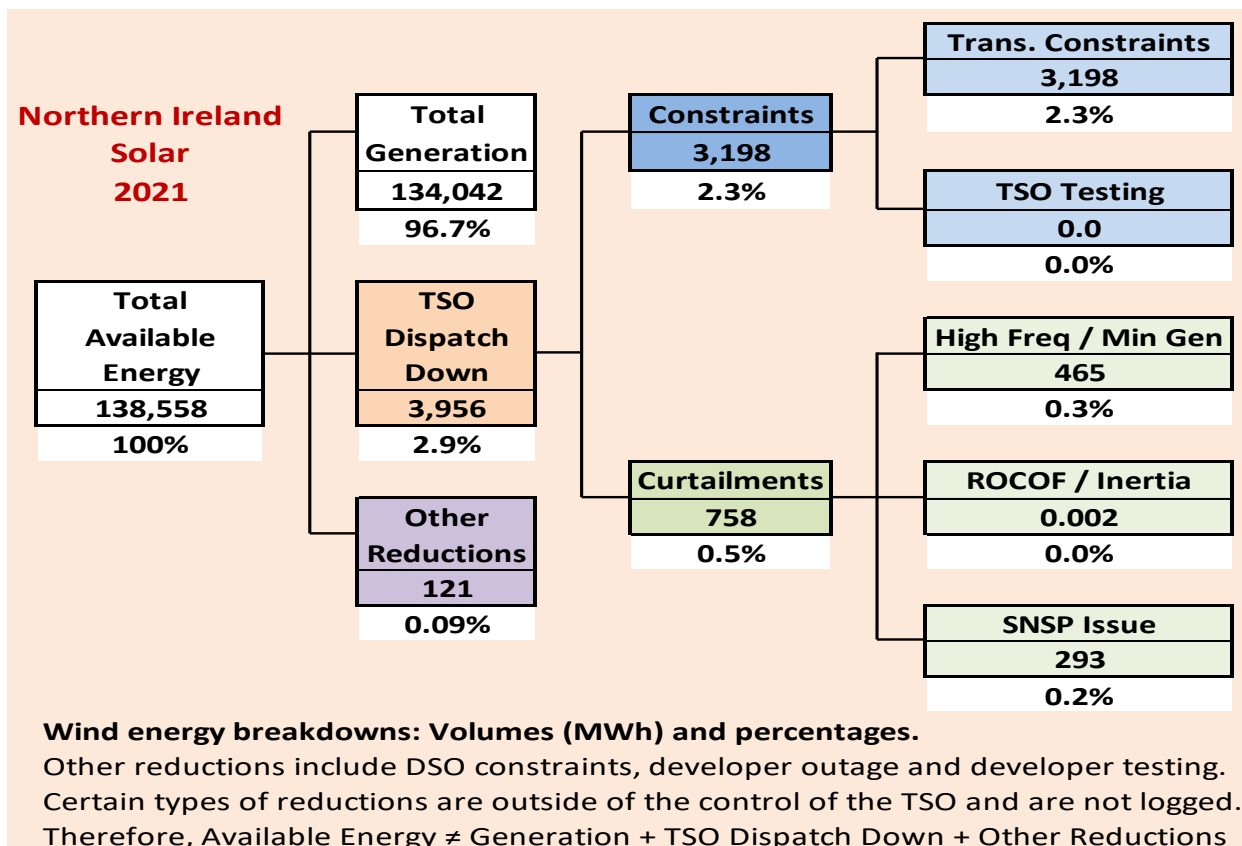 Northern Ireland
Solar
2021
Total
Available
Energy
138,558
100%
Total
Generation
134,042
96.7%
TSO
Dispatch
Down
3,956
2.9%
Other
Reductions
121
0.09%
Constraints
3,198
2.3%
Curtailments
758
0.5%
Trans. Constraints
3,198
2.3%
TSO Testing
0.0
0.0%
High Freq / Min Gen
465
0.3%
ROCOF / Inertia
0.002
0.0%
SNSP Issue
293
0.2%
Wind energy breakdowns: Volumes (MWh) and percentages.
Other reductions include DSO constraints, developer outage and developer testing.
Certain types of reductions are outside of the control of the TSO and are not logged.
Therefore, Available Energy ≠ Generation + TSO Dispatch Down + Other Reductions